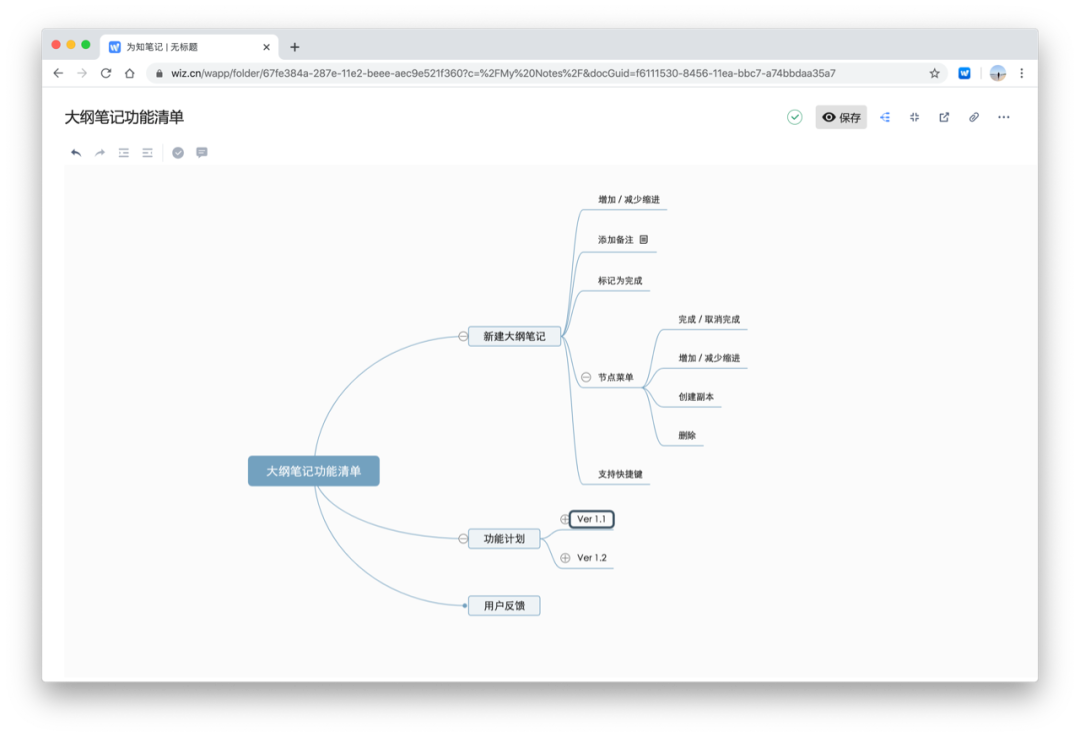 为知笔记 | 无标题
wiz.cn/wapp/folder/67fe384a-287e-11e2-beee-aec9e521f360?c=%2FMy%20Notes%2F&docGuid=f6111530-8456-11ea-bbc7-a74bbdaa35a7
大纲笔记功能清单
保存
增加 / 减少缩进
添加备注
标记为完成
新建大纲笔记
完成 / 取消完成
增加 / 减少缩进
节点菜单
创建副本
删除
支持快捷键
大纲笔记功能清单
Ver 1.1
功能计划
Ver 1.2
用户反馈